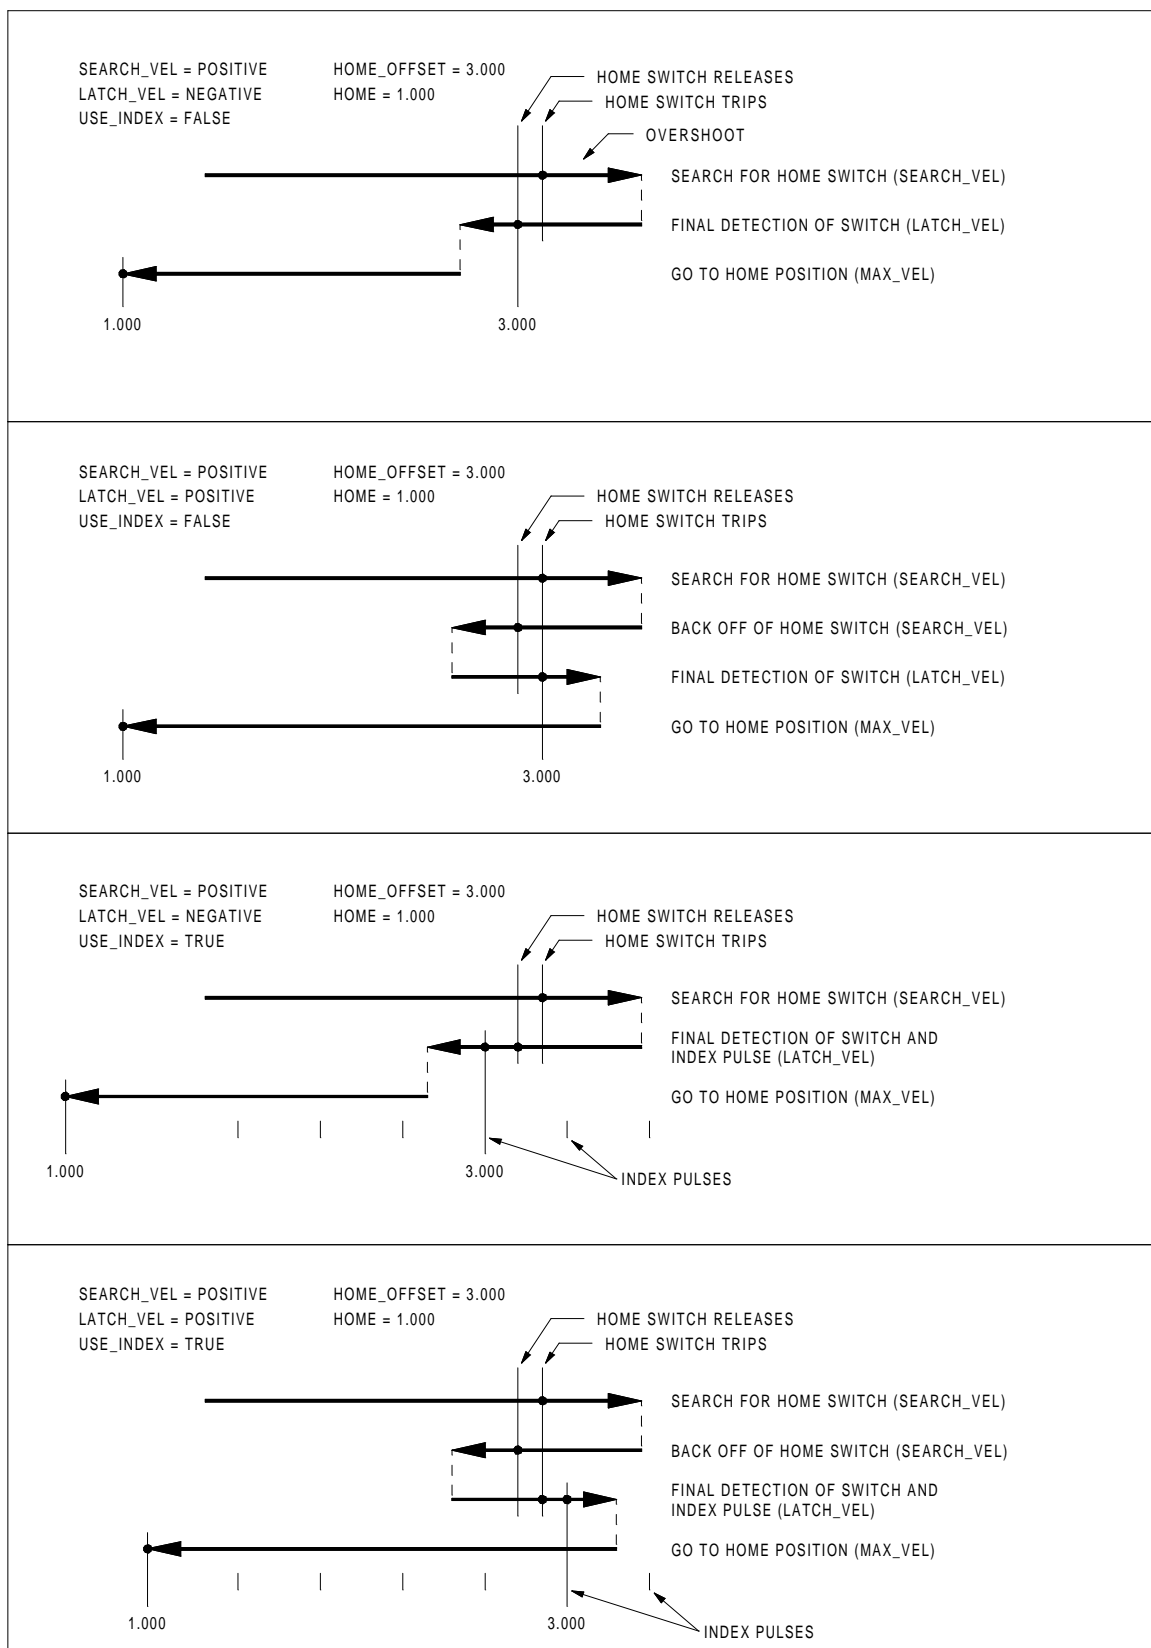 SEARCH_VEL = POSITIVE HOME_OFFSET = 3.000
LATCH_VEL = NEGATIVE HOME = 1.000
USE_INDEX = FALSE
HOME SWITCH RELEASES
HOME SWITCH TRIPS
OVERSHOOT
SEARCH FOR HOME SWITCH (SEARCH_VEL)
FINAL DETECTION OF SWITCH (LATCH_VEL)
GO TO HOME POSITION (MAX_VEL)
1.000 3.000
SEARCH_VEL = POSITIVE HOME_OFFSET = 3.000
LATCH_VEL = POSITIVE HOME = 1.000
USE_INDEX = FALSE
HOME SWITCH RELEASES
HOME SWITCH TRIPS
SEARCH FOR HOME SWITCH (SEARCH_VEL)
BACK OFF OF HOME SWITCH (SEARCH_VEL)
FINAL DETECTION OF SWITCH (LATCH_VEL)
GO TO HOME POSITION (MAX_VEL)
1.000 3.000
SEARCH_VEL = POSITIVE HOME_OFFSET = 3.000
LATCH_VEL = NEGATIVE HOME = 1.000
USE_INDEX = TRUE
HOME SWITCH RELEASES
HOME SWITCH TRIPS
SEARCH FOR HOME SWITCH (SEARCH_VEL)
FINAL DETECTION OF SWITCH AND
INDEX PULSE (LATCH_VEL)
GO TO HOME POSITION (MAX_VEL)
1.000 3.000
INDEX PULSES
SEARCH_VEL = POSITIVE HOME_OFFSET = 3.000
LATCH_VEL = POSITIVE HOME = 1.000
USE_INDEX = TRUE
HOME SWITCH RELEASES
HOME SWITCH TRIPS
SEARCH FOR HOME SWITCH (SEARCH_VEL)
BACK OFF OF HOME SWITCH (SEARCH_VEL)
FINAL DETECTION OF SWITCH AND
INDEX PULSE (LATCH_VEL)
GO TO HOME POSITION (MAX_VEL)
1.000 3.000
INDEX PULSES